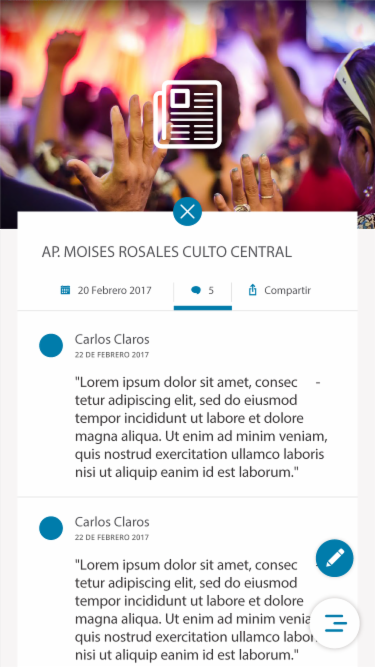 AP. MOISES ROSALES CULTO CENTRAL
20 Febrero 2017 5 Compartir
Carlos Claros
22 DE FEBRERO 2017
"Lorem ipsum dolor sit amet, consec -
tetur adipiscing elit, sed do eiusmod
tempor incididunt ut labore et dolore
magna aliqua. Ut enim ad minim veniam,
quis nostrud exercitation ullamco laboris
nisi ut aliquip eanim id est laborum."
Carlos Claros
22 DE FEBRERO 2017
"Lorem ipsum dolor sit amet, consec -
tetur adipiscing elit, sed do eiusmod
tempor incididunt ut labore et dolore
magna aliqua. Ut enim ad minim
quis nostrud exercitation ullamco
nisi ut aliquip eanim id est laborum."